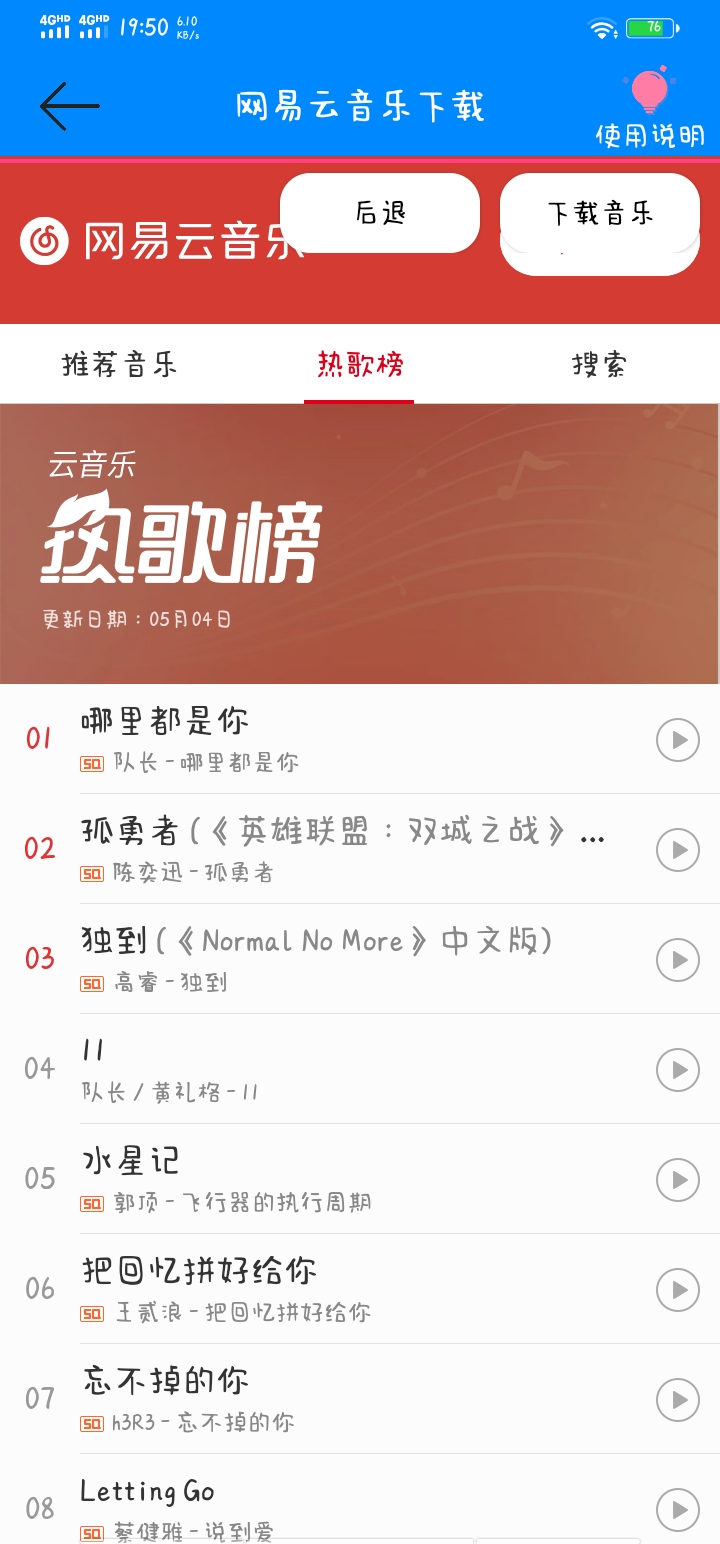 4GHD 4GHD 19:50 6.10 KB/s 76
网易云音乐下载
使用说明
网易云音乐
后退
下载音乐
推荐音乐 热歌榜 搜索
云音乐
热歌榜
更新日期：05月04日
01 哪里都是你
SQ 队长-哪里都是你
02 孤勇者(《英雄联盟：双城之战》...
SQ 陈奕迅-孤勇者
03 独到(《Normal No More》中文版)
SQ 高睿-独到
04 11
队长/黄礼格-11
05 水星记
SQ 郭顶-飞行器的执行周期
06 把回忆拼好给你
SQ 王贰浪-把回忆拼好给你
07 忘不掉的你
SQ h3R3-忘不掉的你
08 Letting Go
SQ 蔡健雅-说到爱